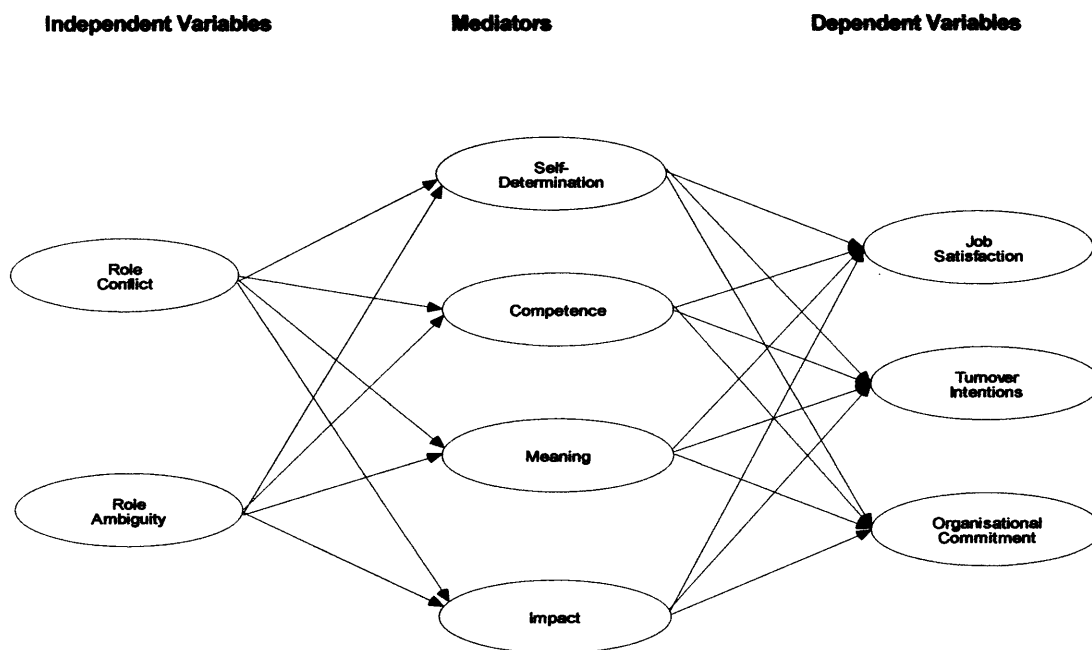 Independent Variables
Mediators
Dependent Variables
Self-
Determination
Job
Satisfaction
Role
Conflict
Competence
Turnover
Intentions
Meaning
Role
Ambiguity
Organisational
Commitment
Impact